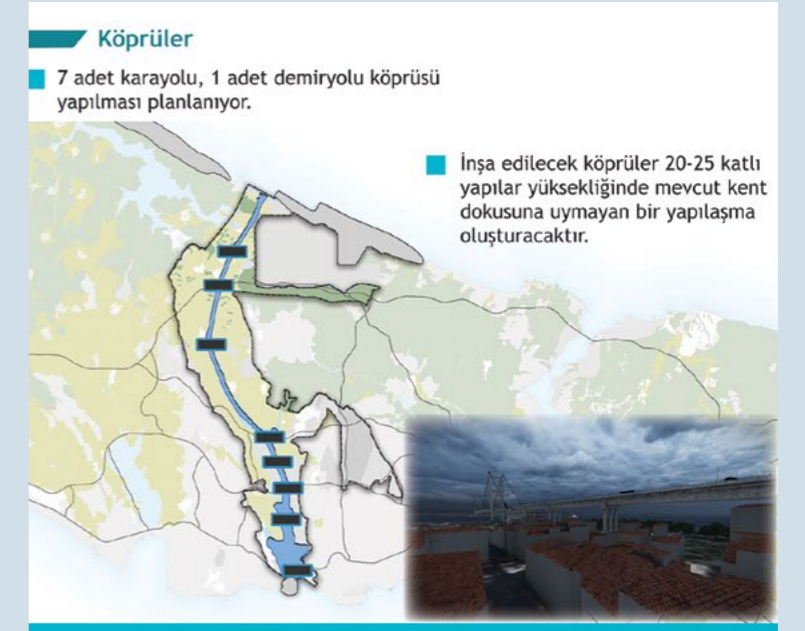 Köprüler
7 adet karayolu, 1 adet demiryolu köprüsü
yapılması planlanıyor.
İnşa edilecek köprüler 20-25 katlı
yapılar yüksekliğinde mevcut kent
dokusuna uymayan bir yapılaşma
oluşturacaktır.